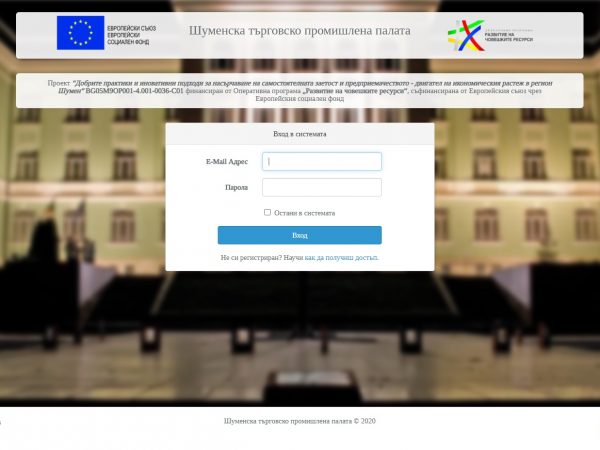 ЕВРОПЕЙСКИ СЪЮЗ
ЕВРОПЕЙСКИ
СОЦИАЛЕН ФОНД
Шуменска търговско промишлена палата
РАЗВИТИЕ НА
ЧОВЕШКИТЕ РЕСУРСИ
Проект "Добрите практики и иновативни подходи за насърчаване на самостоятелната заетост и предприемачеството - двигател на икономическия растеж в регион
Шумен" BG05M9OP001-4.001-0036-C01 финансиран от Оперативна програма „Развитие на човешките ресурси", съфинансирана от Европейския съюз чрез
Европейския социален фонд
Вход в системата
E-Mail Адрес
Парола
Остани в системата
Вход
Не си регистриран? Научи как да получиш достъп.
Шуменска търговско промишлена палата © 2020